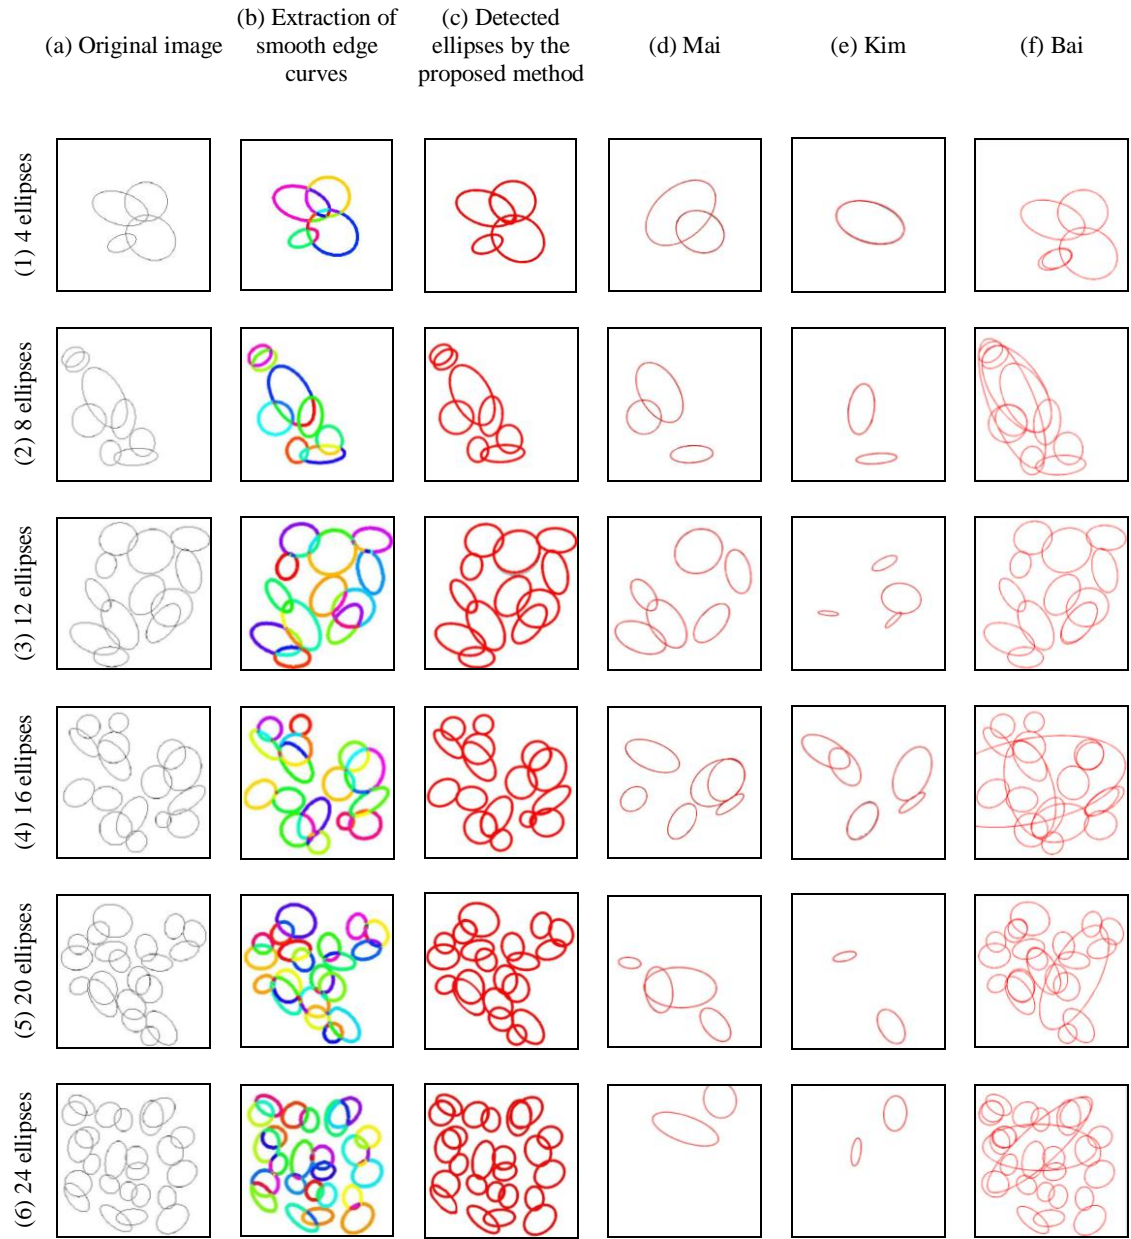 (a) Original image
(b) Extraction of
smooth edge
curves
(c) Detected
ellipses by the
proposed method
(d) Mai
(e) Kim
(f) Bai
(1) 4 ellipses
(2) 8 ellipses
(3) 12 ellipses
(4) 16 ellipses
(5) 20 ellipses
(6) 24 ellipses